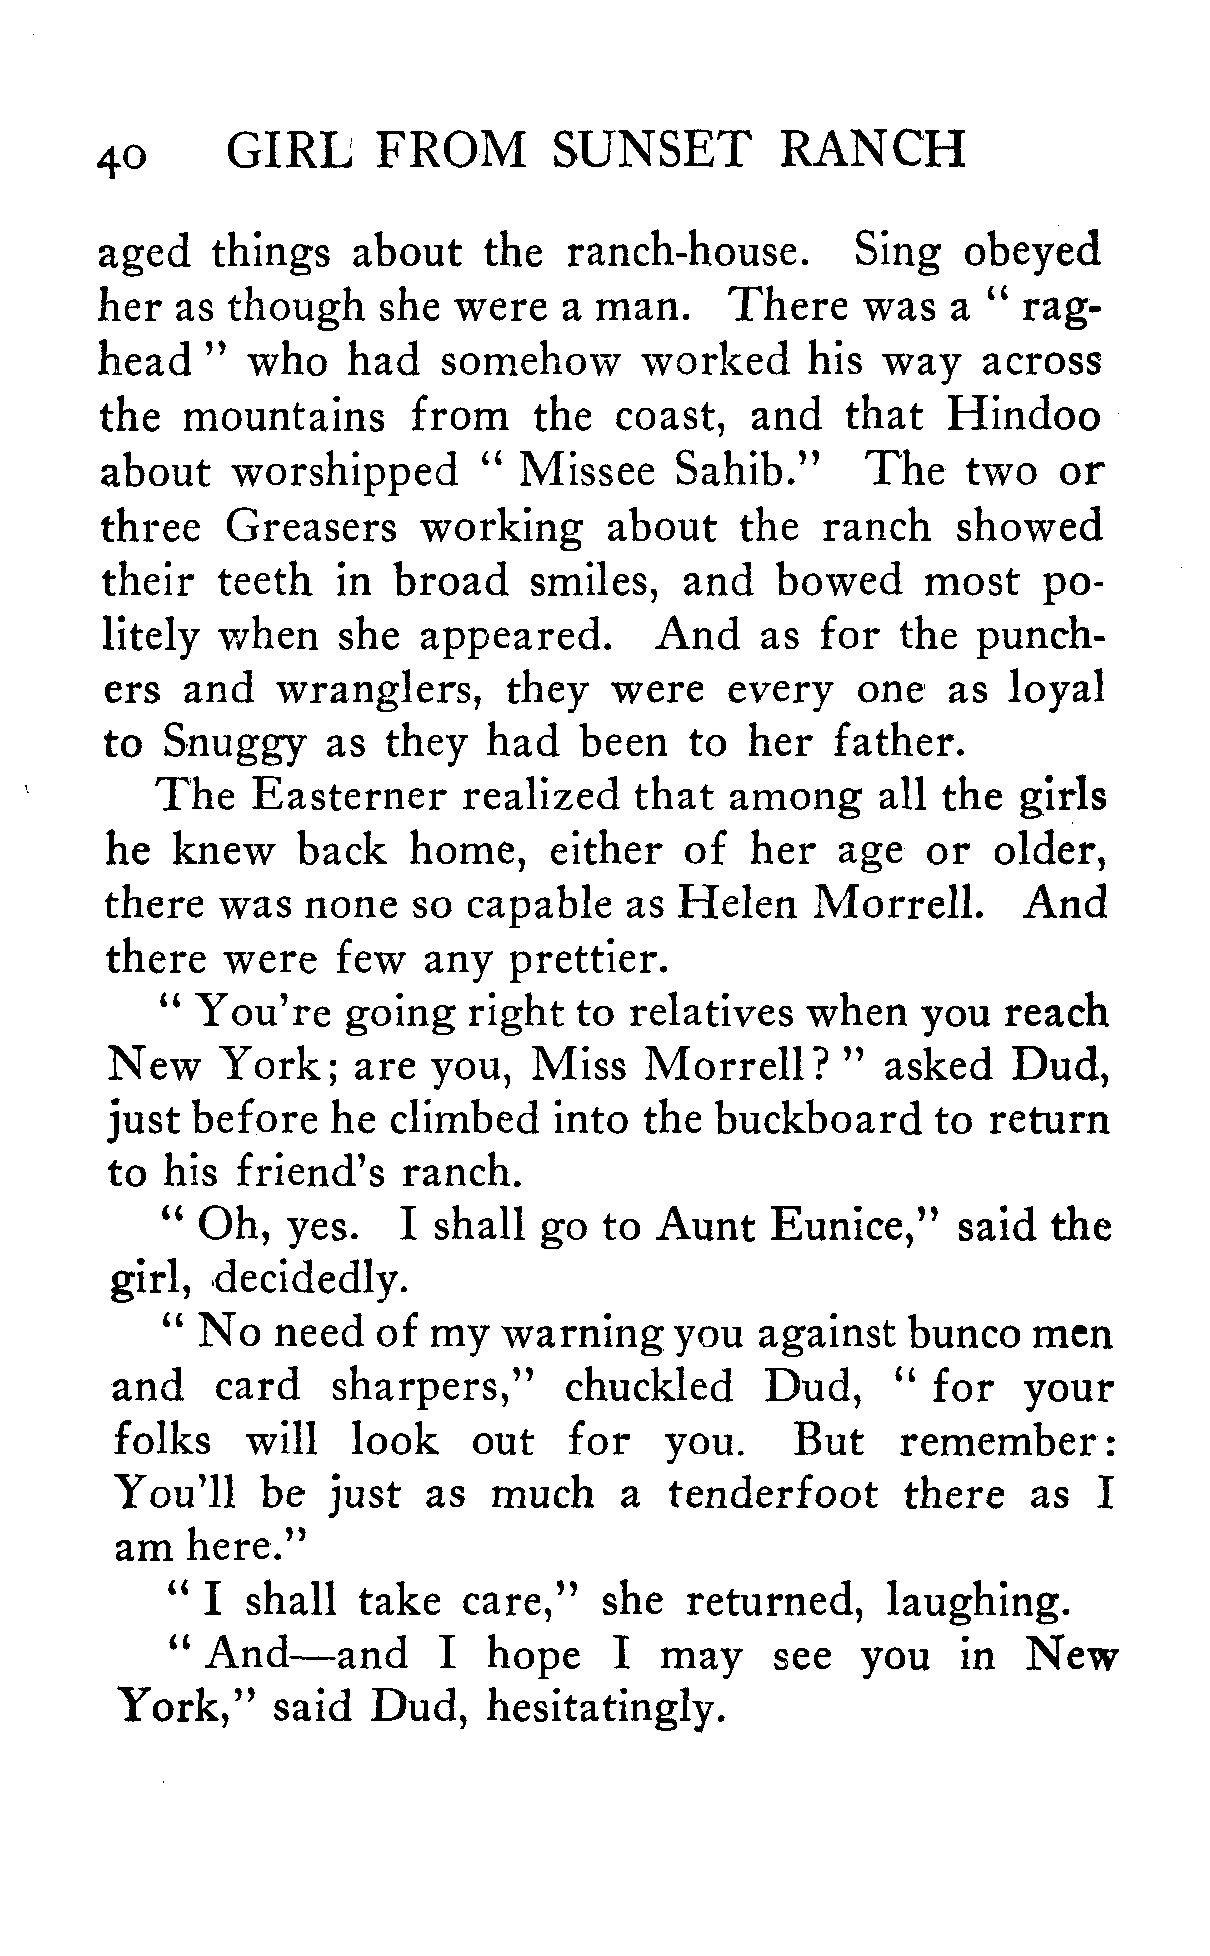 40 GIRL FROM SUNSET RANCH
aged things about the ranch-house. Sing obeyed
her as though she were a man. There was a " rag-
head " who had somehow worked his way across
the mountains from the coast, and that Hindoo
about worshipped " Missee Sahib." The two or
three Greasers working about the ranch showed
their teeth in broad smiles, and bowed most po-
litely when she appeared. And as for the punch-
ers and wranglers, they were every one as loyal
to Snuggy as they had been to her father.
The Easterner realized that among all the girls
he knew back home, either of her age or older,
there was none so capable as Helen Morrell. And
there were few any prettier.
" You're going right to relatives when you reach
New York; are you, Miss Morrell? " asked Dud,
just before he climbed into the buckboard to return
to his friend's ranch.
" Oh, yes. I shall go to Aunt Eunice," said the
girl, decidedly.
" No need of my warning you against bunco men
and card sharpers," chuckled Dud, " for your
folks will look out for you. But remember:
You'll be just as much a tenderfoot there as I
am here."
" I shall take care," she returned, laughing.
" And—and I hope I may see you in New
York," said Dud, hesitatingly.